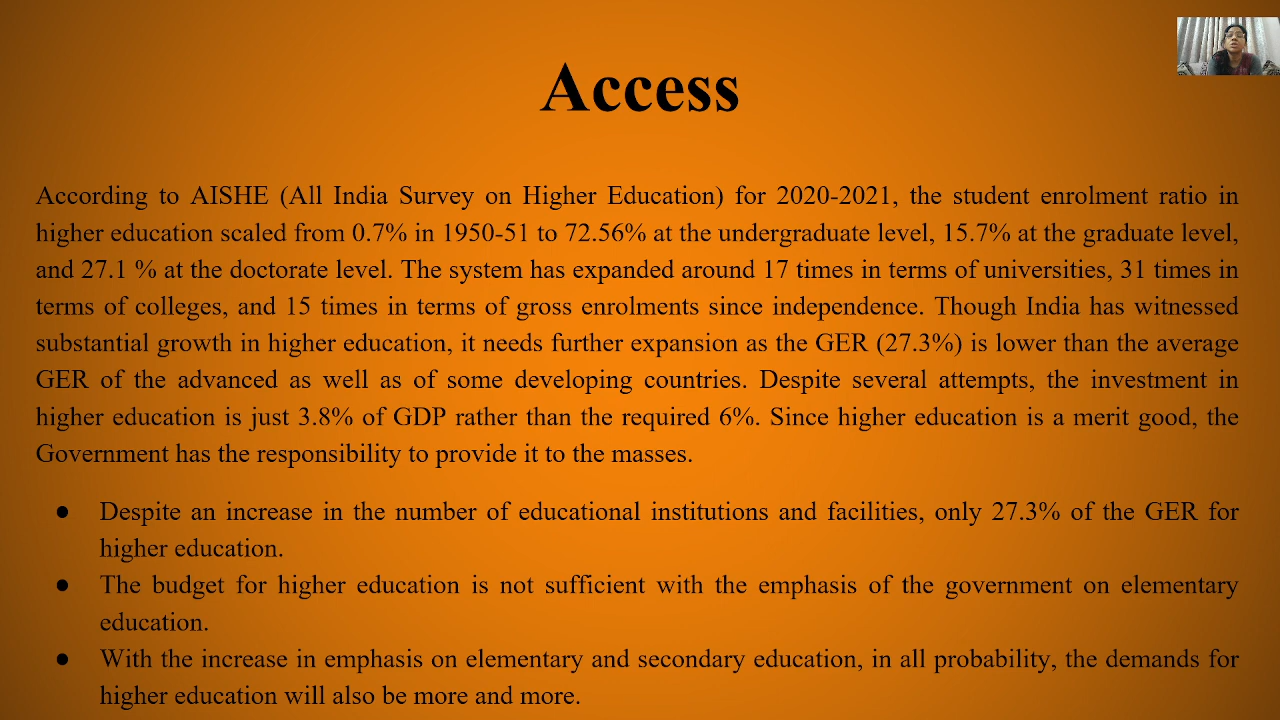 Access
According to AISHE (All India Survey on Higher Education) for 2020-2021, the student enrolment ratio in
higher education scaled from 0.7% in 1950-51 to 72.56% at the undergraduate level, 15.7% at the graduate level,
and 27.1 % at the doctorate level. The system has expanded around 17 times in terms of universities, 31 times in
terms of colleges, and 15 times in terms of gross enrolments since independence. Though India has witnessed
substantial growth in higher education, it needs further expansion as the GER (27.3%) is lower than the average
GER of the advanced as well as of some developing countries. Despite several attempts, the investment in
higher education is just 3.8% of GDP rather than the required 6%. Since higher education is a merit good, the
Government has the responsibility to provide it to the masses.
● Despite an increase in the number of educational institutions and facilities, only 27.3% of the GER for
higher education.
● The budget for higher education is not sufficient with the emphasis of the government on elementary
education.
● With the increase in emphasis on elementary and secondary education, in all probability, the demands for
higher education will also be more and more.